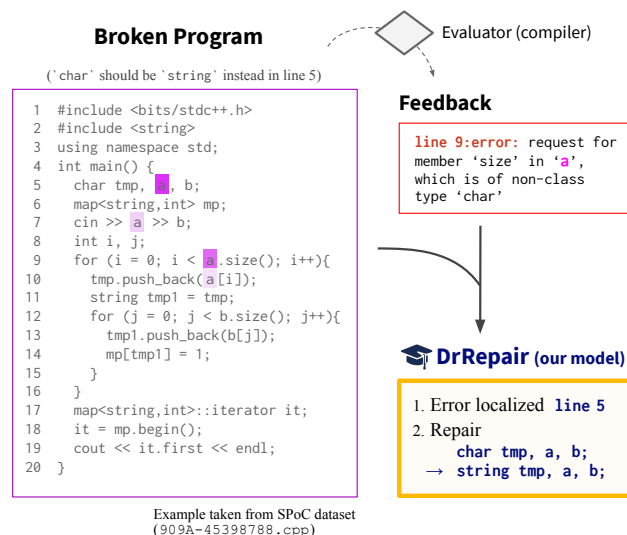 Broken Program
(`char` should be `string` instead in line 5)
1 #include <bits/stdc++.h>
2 #include <string>
3 using namespace std;
4 int main() {
5 char tmp, a, b;
6 map<string,int> mp;
7 cin >> a >> b;
8 int i, j;
9 for (i = 0; i < a.size(); i++){
10 tmp.push_back(a[i]);
11 string tmp1 = tmp;
12 for (j = 0; j < b.size(); j++){
13 tmp1.push_back(b[j]);
14 mp[tmp1] = 1;
15 }
16 }
17 map<string,int>::iterator it;
18 it = mp.begin();
19 cout << it.first << endl;
20 }
Example taken from SPoC dataset
(909A-45398788.cpp)
Evaluator (compiler)
Feedback
line 9:error: request for
member ‘size’ in ‘a’,
which is of non-class
type ‘char’
DrRepair (our model)
1. Error localized line 5
2. Repair
char tmp, a, b;
→ string tmp, a, b;